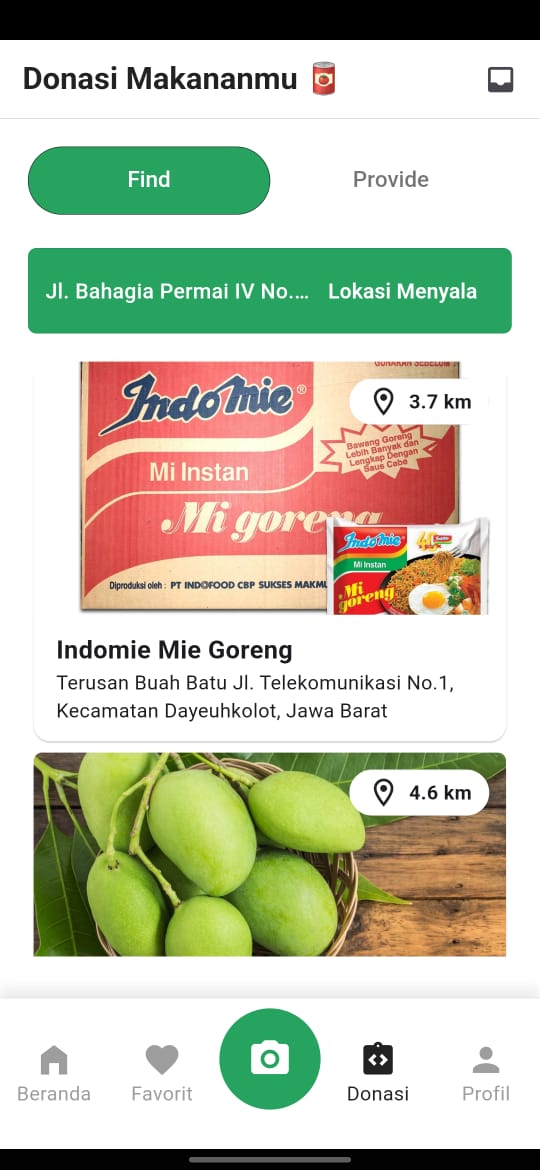 Donasi Makananmu
Find
Provide
Jl. Bahagia Permai IV No.... Lokasi Menyala
GUNAKAN SEBELUM
Indomie®
3.7 km
Bawang Goreng
Lebih Banyak dan
Lengkap Dengan
Saus Cabe
Mi Instan
Mi goreng
Diproduksi oleh : PT INDOFOOD CBP SUKSES MAKMU
Indomie
Mi Instan
Mi
goreng
Indomie Mie Goreng
Terusan Buah Batu Jl. Telekomunikasi No.1,
Kecamatan Dayeuhkolot, Jawa Barat
4.6 km
Beranda
Favorit
Donasi
Profil